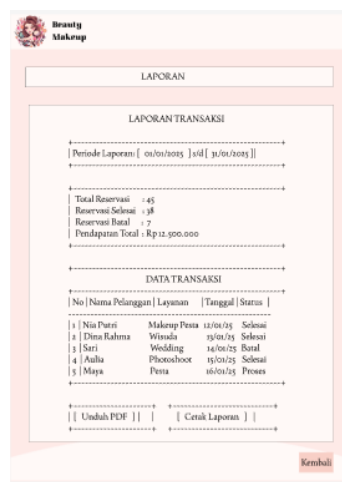 Beauty
Makeup
LAPORAN
LAPORAN TRANSAKSI
+--------------------------------------------------+
| Periode Laporan: [ 01/01/2025 ] s/d [ 31/01/2025 ]|
+--------------------------------------------------+
+--------------------------------------------------+
| Total Reservasi : 45
| Reservasi Selesai : 38
| Reservasi Batal : 7
| Pendapatan Total : Rp 12.500.000
+--------------------------------------------------+
+--------------------------------------------------+
DATA TRANSAKSI
| No | Nama Pelanggan | Layanan | Tanggal | Status |
--------------------------------------------------
| 1 | Nia Putri Makeup Pesta 12/01/25 Selesai
| 2 | Dina Rahma Wisuda 13/01/25 Selesai
| 3 | Sari Wedding 14/01/25 Batal
| 4 | Aulia Photoshoot 15/01/25 Selesai
| 5 | Maya Pesta 16/01/25 Proses
+--------------------------------------------------+
+--------------------+ +------------------------+
| [ Unduh PDF ] | | [ Cetak Laporan ] |
+--------------------+ +------------------------+
Kembali